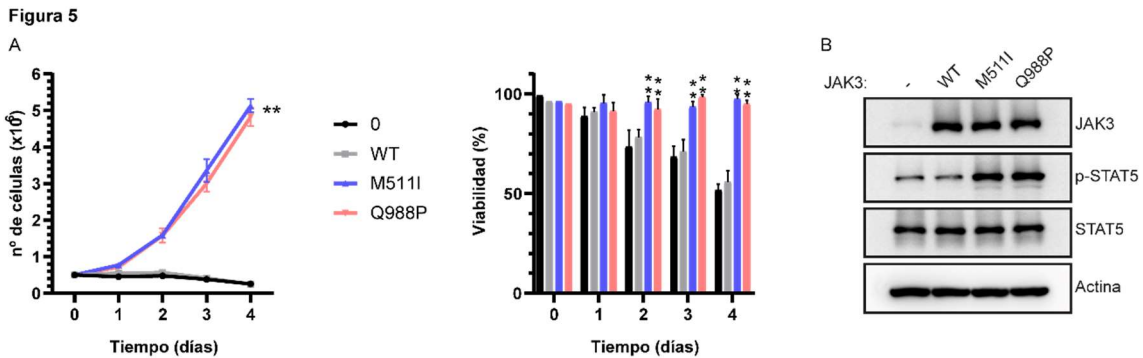 Figura 5
A
nº de células (x10⁶)
6
5
4
3
2
1
0
0 1 2 3 4
Tiempo (días)
**
0
WT
M511I
Q988P
Viabilidad (%)
100
50
0
** ** ** ** ** **
0 1 2 3 4
Tiempo (días)
B
JAK3: - WT M511I Q988P
JAK3
p-STAT5
STAT5
Actina